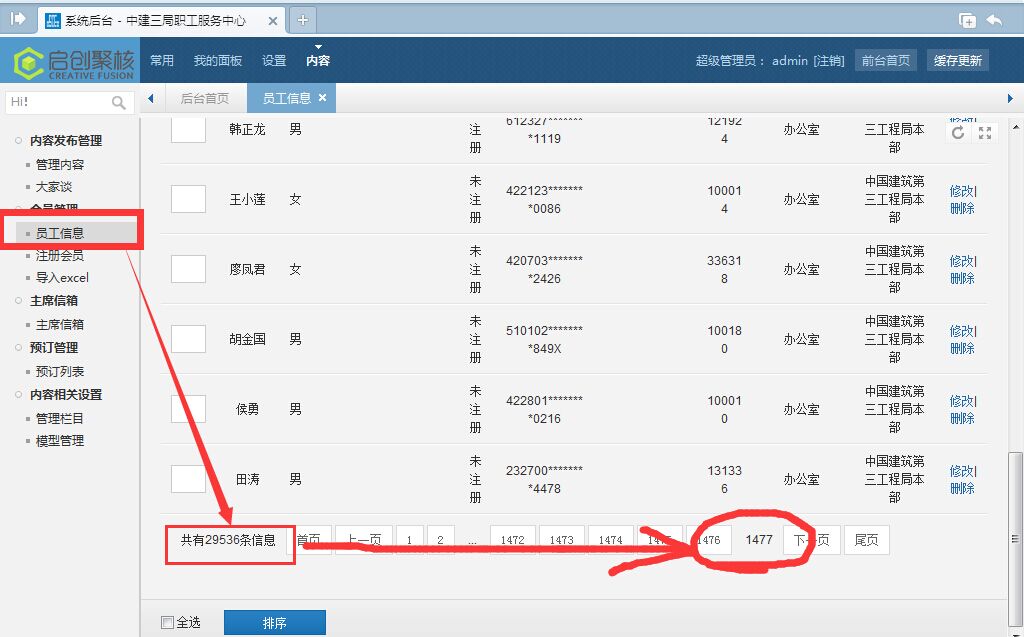 系统后台 - 中建三局职工服务中心
启创聚核
CREATIVE FUSION
常用 我的面板 设置 内容
超级管理员： admin [注销] 前台首页 缓存更新
Hi!
后台首页 员工信息
内容发布管理
管理内容
大家谈
会员管理
员工信息
注册会员
导入excel
主席信箱
主席信箱
预订管理
预订列表
内容相关设置
管理栏目
模型管理
韩正龙 男
注
册
612327*******
*1119
12192
4
办公室
三工程局本
部
王小莲 女
未
注
册
422123*******
*0086
10001
4
办公室
中国建筑第
三工程局本
部
修改|
删除
廖凤君 女
未
注
册
420703*******
*2426
33631
8
办公室
中国建筑第
三工程局本
部
修改|
删除
胡金国 男
未
注
册
510102*******
*849X
10018
0
办公室
中国建筑第
三工程局本
部
修改|
删除
侯勇 男
未
注
册
422801*******
*0216
10001
0
办公室
中国建筑第
三工程局本
部
修改|
删除
田涛 男
未
注
册
232700*******
*4478
13133
6
办公室
中国建筑第
三工程局本
部
修改|
删除
共有29536条信息 首页 上一页 1 2 ... 1472 1473 1474 1475 1476 1477 下一页 尾页
全选 排序